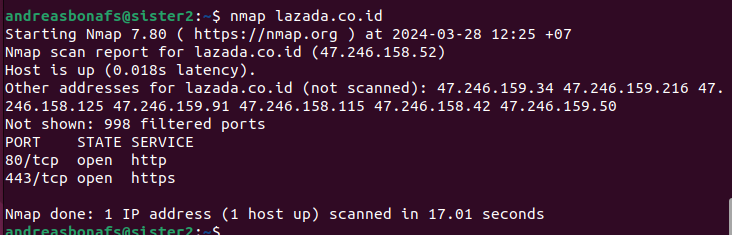 andreasbonafs@sister2:~$ nmap lazada.co.id
Starting Nmap 7.80 ( https://nmap.org ) at 2024-03-28 12:25 +07
Nmap scan report for lazada.co.id (47.246.158.52)
Host is up (0.018s latency).
Other addresses for lazada.co.id (not scanned): 47.246.159.34 47.246.159.216 47.
246.158.125 47.246.159.91 47.246.158.115 47.246.158.42 47.246.159.50
Not shown: 998 filtered ports
PORT    STATE SERVICE
80/tcp  open  http
443/tcp open  https
Nmap done: 1 IP address (1 host up) scanned in 17.01 seconds
andreasbonafs@sister2:~$